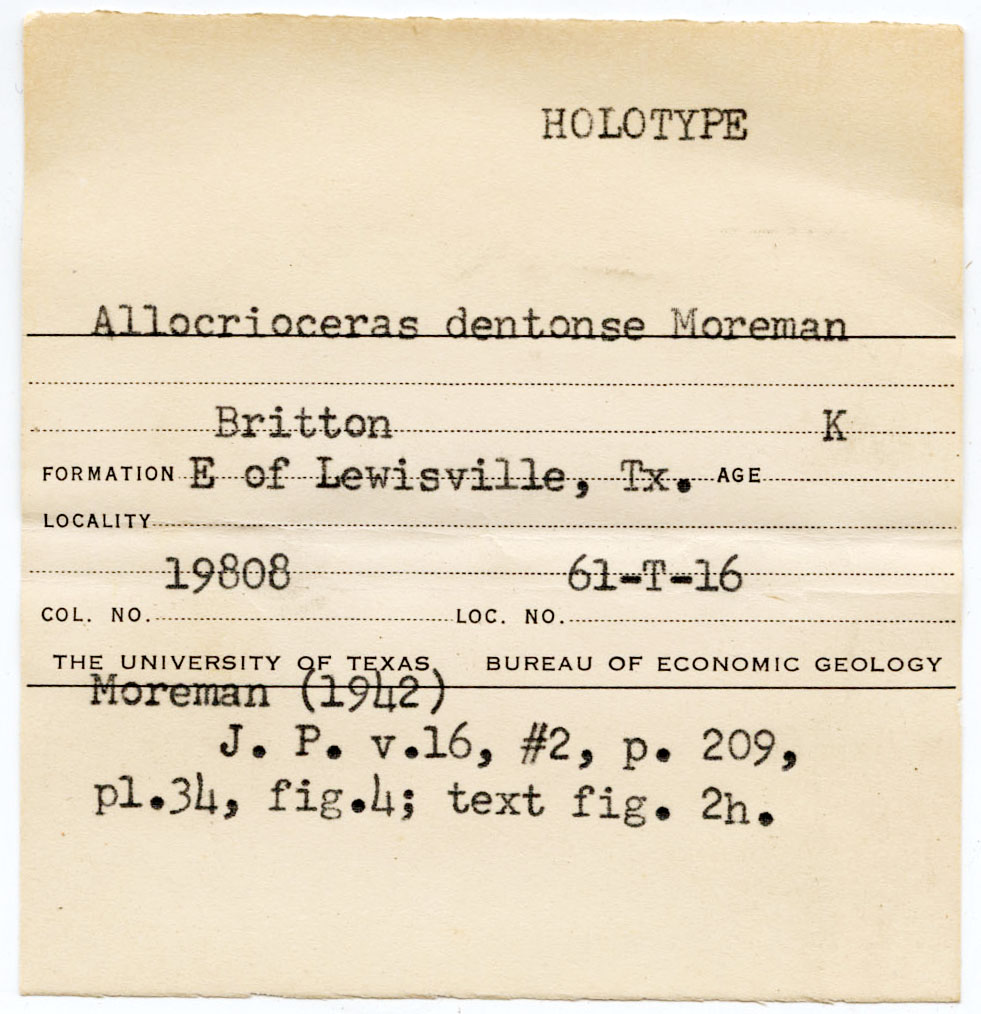 HOLOTYPE
Allocrioceras dentonse Moreman
Britton K
FORMATION E of Lewisville, Tx. AGE
LOCALITY
19808 61-T-16
COL. NO. LOC. NO.
THE UNIVERSITY OF TEXAS, BUREAU OF ECONOMIC GEOLOGY
Moreman (1942)
J. P. v.16, #2, p. 209,
pl.34, fig.4; text fig. 2h.